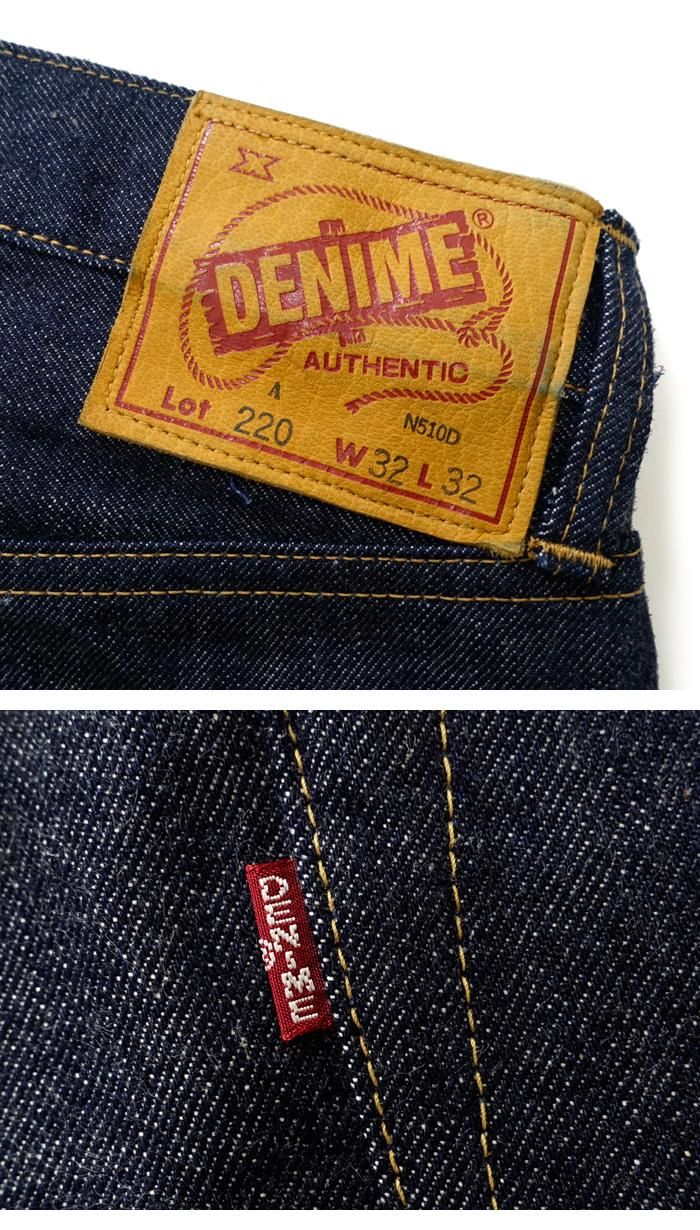 DENIME®
AUTHENTIC
A
Lot 220 N510D
W 32 L 32
DENIME
®